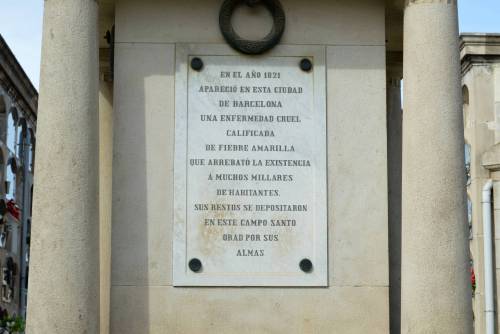 EN EL AÑO 1821
APARECIÓ EN ESTA CIUDAD
DE BARCELONA
UNA ENFERMEDAD CRUEL
CALIFICADA
DE FIEBRE AMARILLA
QUE ARREBATÓ LA EXISTENCIA
Á MUCHOS MILLARES
DE HABITANTES.
SUS RESTOS SE DEPOSITARON
EN ESTE CAMPO SANTO
ORAD POR SUS
ALMAS